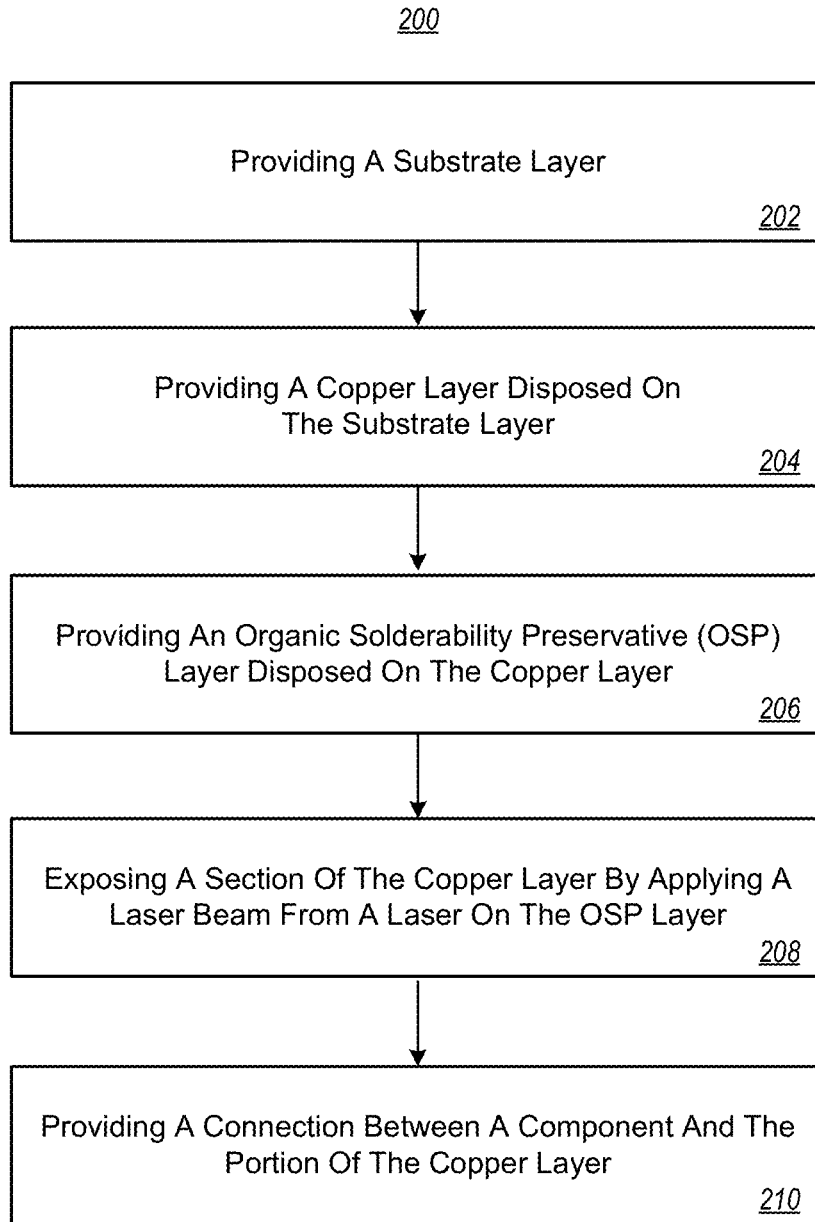 200
Providing A Substrate Layer
202
Providing A Copper Layer Disposed On
The Substrate Layer
204
Providing An Organic Solderability Preservative (OSP)
Layer Disposed On The Copper Layer
206
Exposing A Section Of The Copper Layer By Applying A
Laser Beam From A Laser On The OSP Layer
208
Providing A Connection Between A Component And The
Portion Of The Copper Layer
210